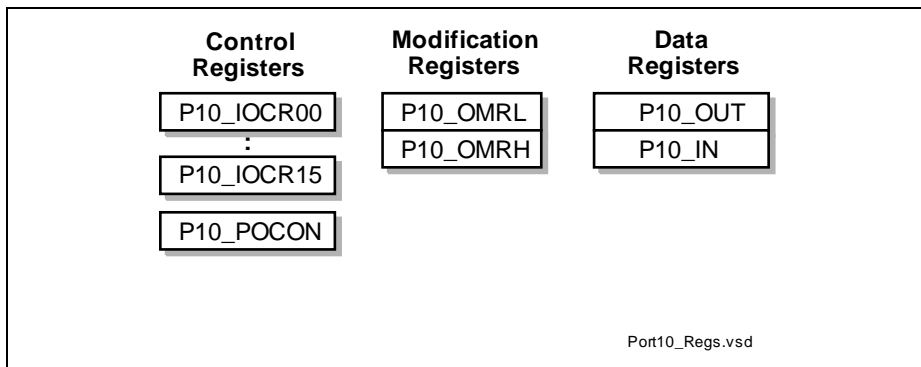 Control
Registers
P10_IOCR00
:
P10_IOCR15
P10_POCON
Modification
Registers
P10_OMRL
P10_OMRH
Data
Registers
P10_OUT
P10_IN
Port10_Regs.vsd